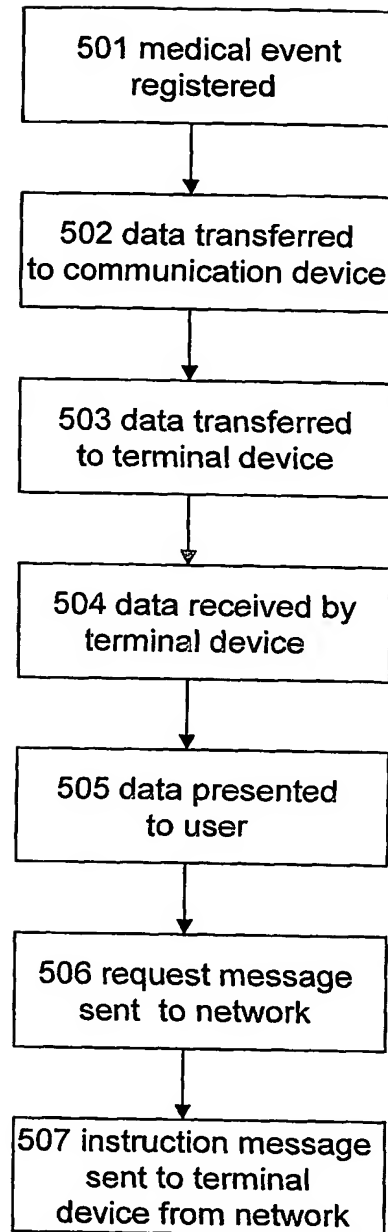 501 medical event
registered
502 data transferred
to communication device
503 data transferred
to terminal device
504 data received by
terminal device
505 data presented
to user
506 request message
sent to network
507 instruction message
sent to terminal
device from network